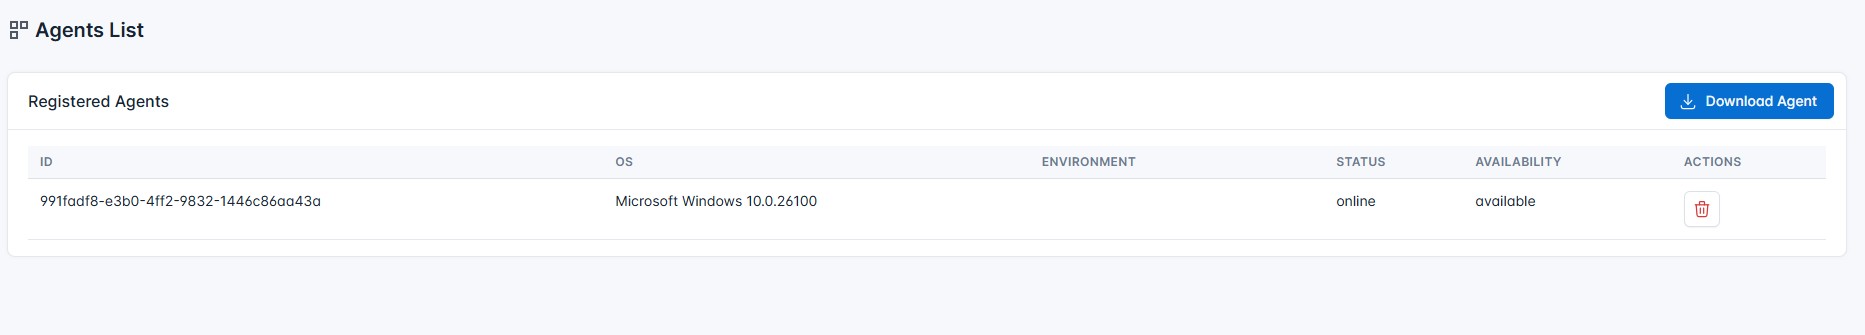 Agents List
Registered Agents
Download Agent
ID OS ENVIRONMENT STATUS AVAILABILITY ACTIONS
991fadf8-e3b0-4ff2-9832-1446c86aa43a Microsoft Windows 10.0.26100 online available